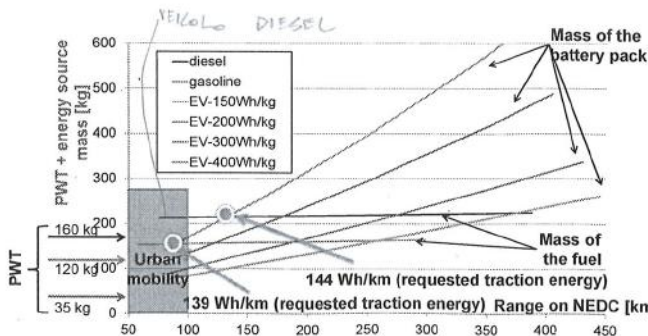 DIESEL
600
500
400
300
200
100
0
PWT + energy source
mass [kg]
diesel
gasoline
EV-150Wh/kg
EV-200Wh/kg
EV-300Wh/kg
EV-400Wh/kg
Mass of the
battery pack
160 kg
120 kg
35 kg
PWT
Urban
mobility
Mass of
the fuel
144 Wh/km (requested traction energy)
139 Wh/km (requested traction energy) Range on NEDC [km
50 100 150 200 250 300 350 400 450